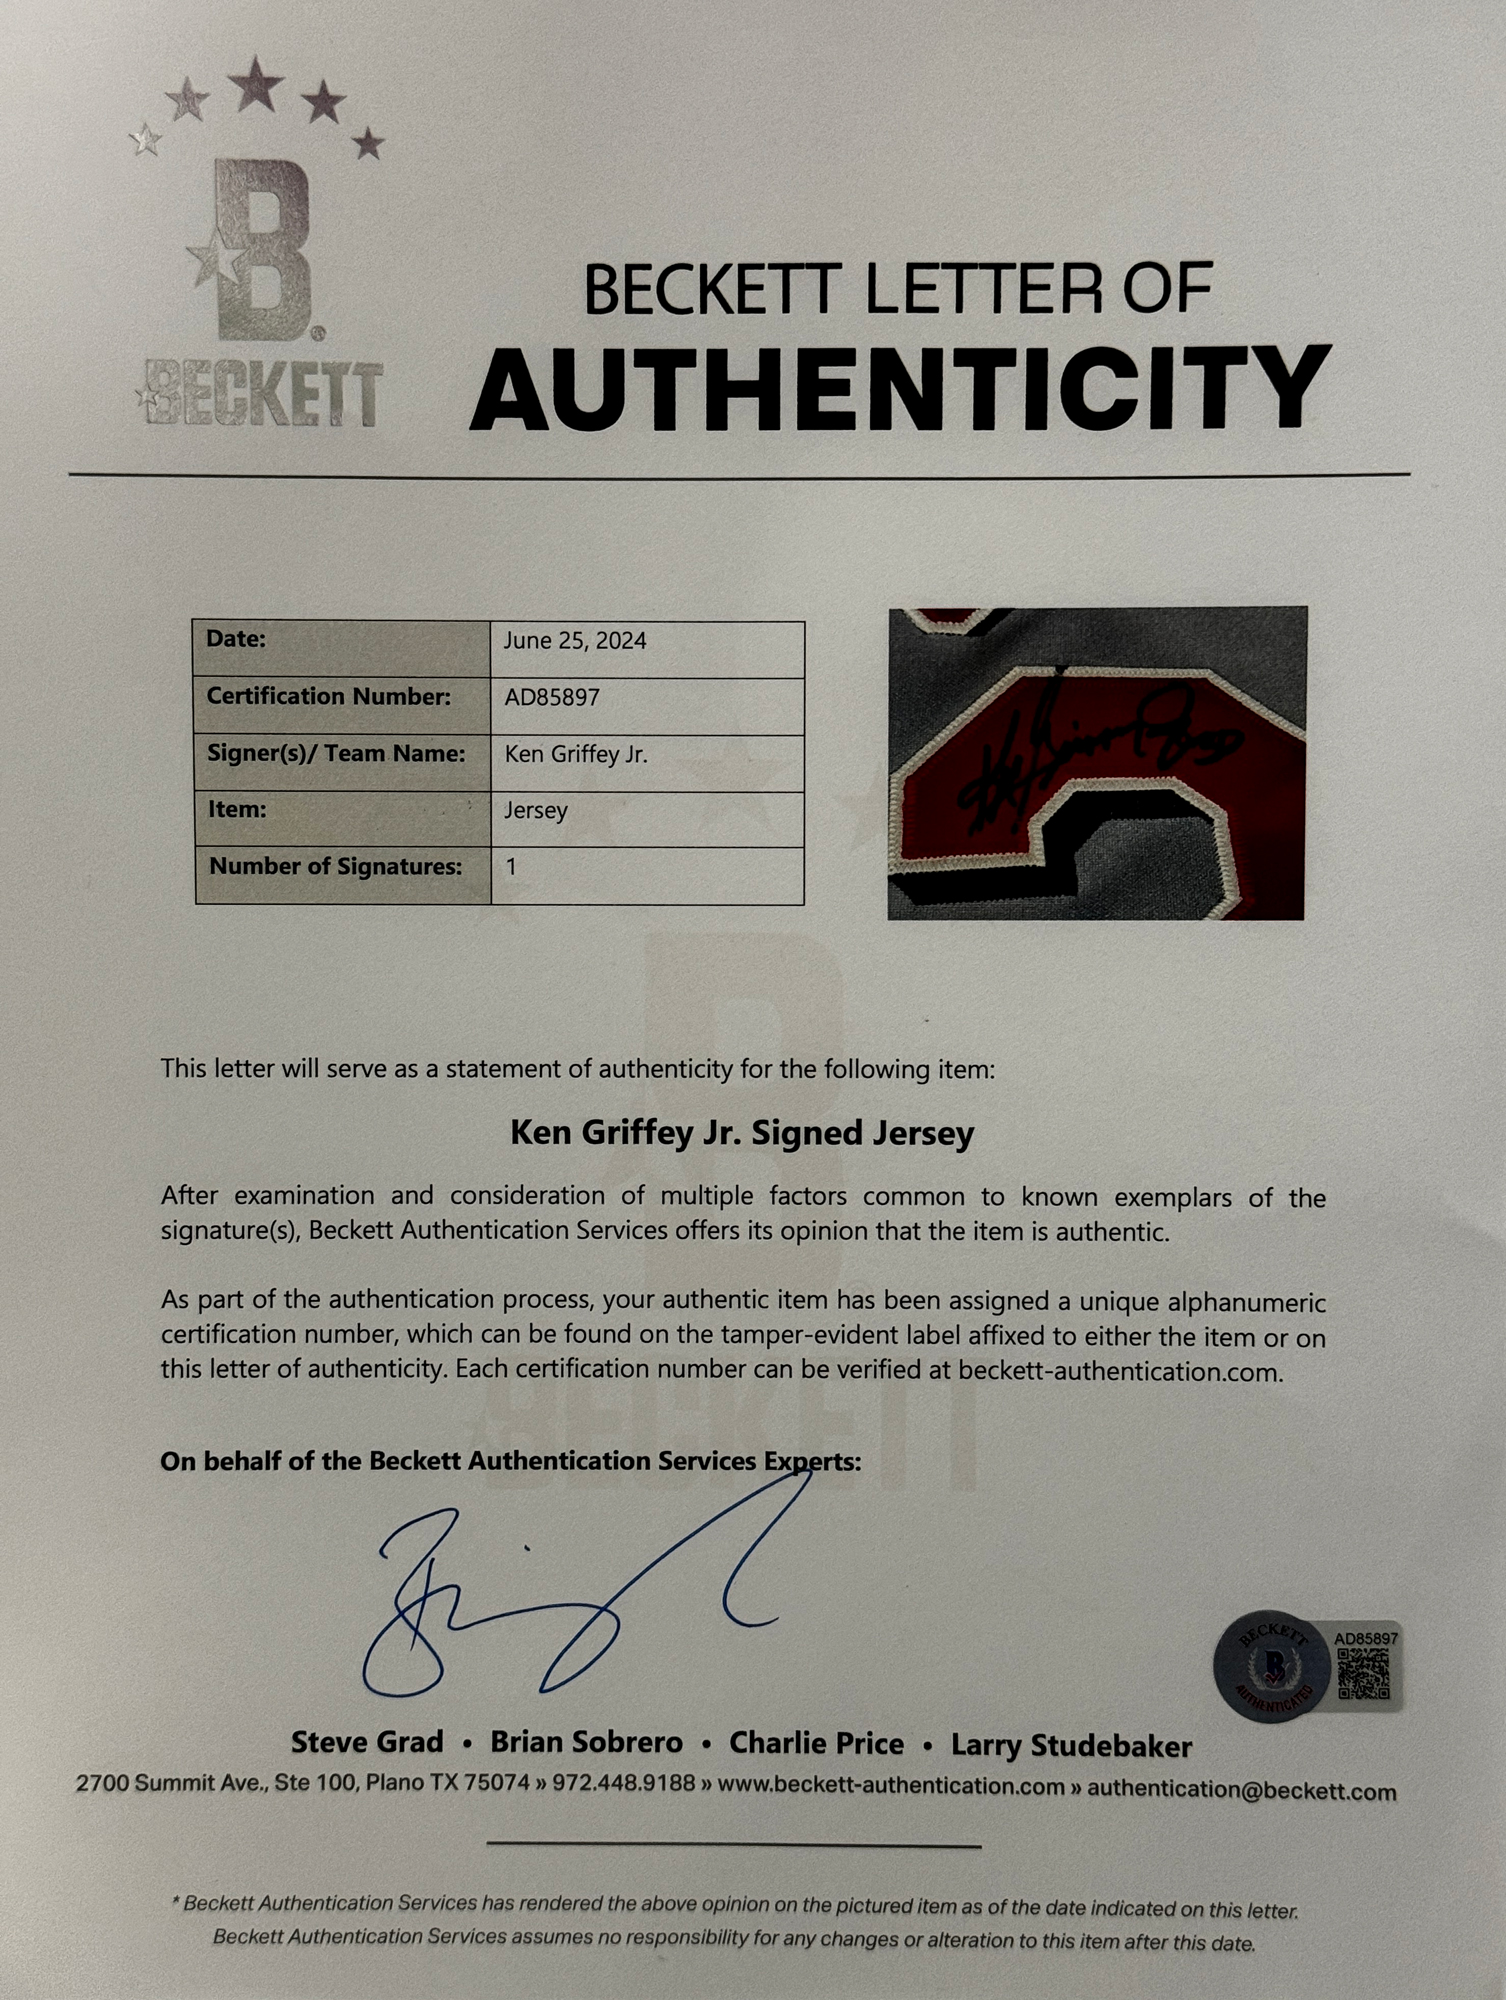 B®
BECKETT
BECKETT LETTER OF
AUTHENTICITY
Date: June 25, 2024
Certification Number: AD85897
Signer(s)/ Team Name: Ken Griffey Jr.
Item: Jersey
Number of Signatures: 1
This letter will serve as a statement of authenticity for the following item:
Ken Griffey Jr. Signed Jersey
After examination and consideration of multiple factors common to known exemplars of the
signature(s), Beckett Authentication Services offers its opinion that the item is authentic.
As part of the authentication process, your authentic item has been assigned a unique alphanumeric
certification number, which can be found on the tamper-evident label affixed to either the item or on
this letter of authenticity. Each certification number can be verified at beckett-authentication.com.
BECKETT
On behalf of the Beckett Authentication Services Experts:
BECKETT
B
AUTHENTICATED
AD85897
Steve Grad • Brian Sobrero • Charlie Price • Larry Studebaker
2700 Summit Ave., Ste 100, Plano TX 75074 » 972.448.9188 » www.beckett-authentication.com » authentication@beckett.com
* Beckett Authentication Services has rendered the above opinion on the pictured item as of the date indicated on this letter.
Beckett Authentication Services assumes no responsibility for any changes or alteration to this item after this date.